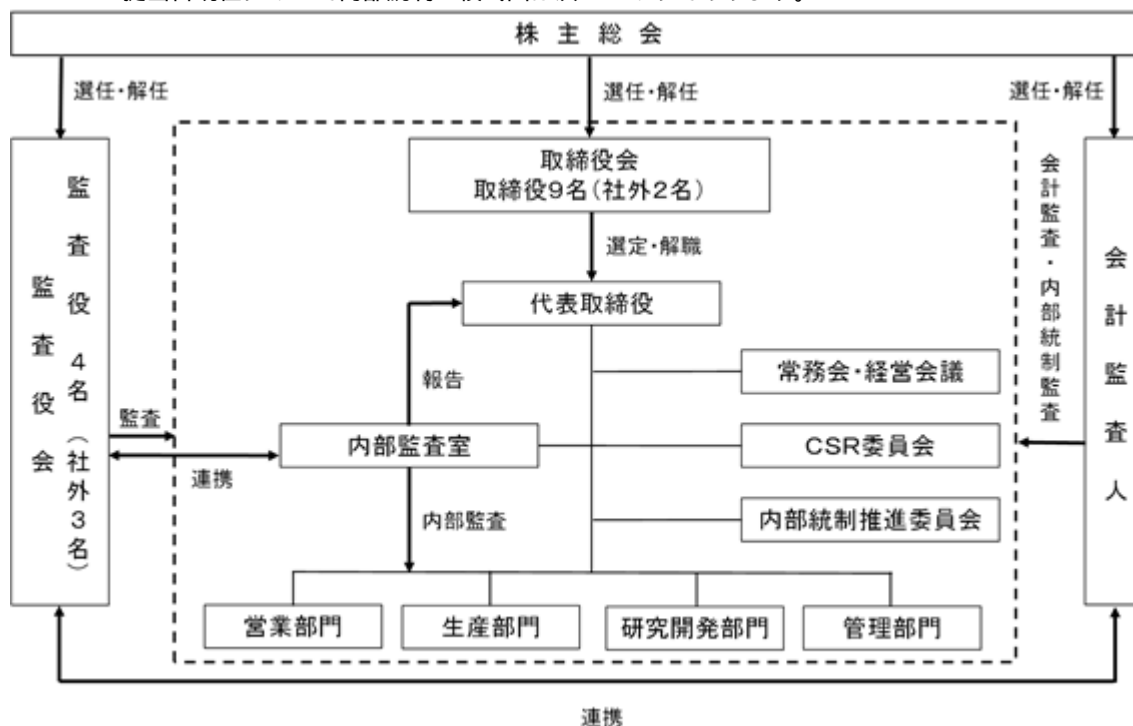 株主総会
選任・解任
選任・解任
選任・解任
取締役会
取締役9名(社外2名)
選定・解職
代表取締役
監査役会
監査役 4名 (社外3名)
会計監査・内部統制監査
会計監査人
報告
常務会・経営会議
監査
内部監査室
CSR委員会
連携
内部監査
内部統制推進委員会
営業部門
生産部門
研究開発部門
管理部門
連携